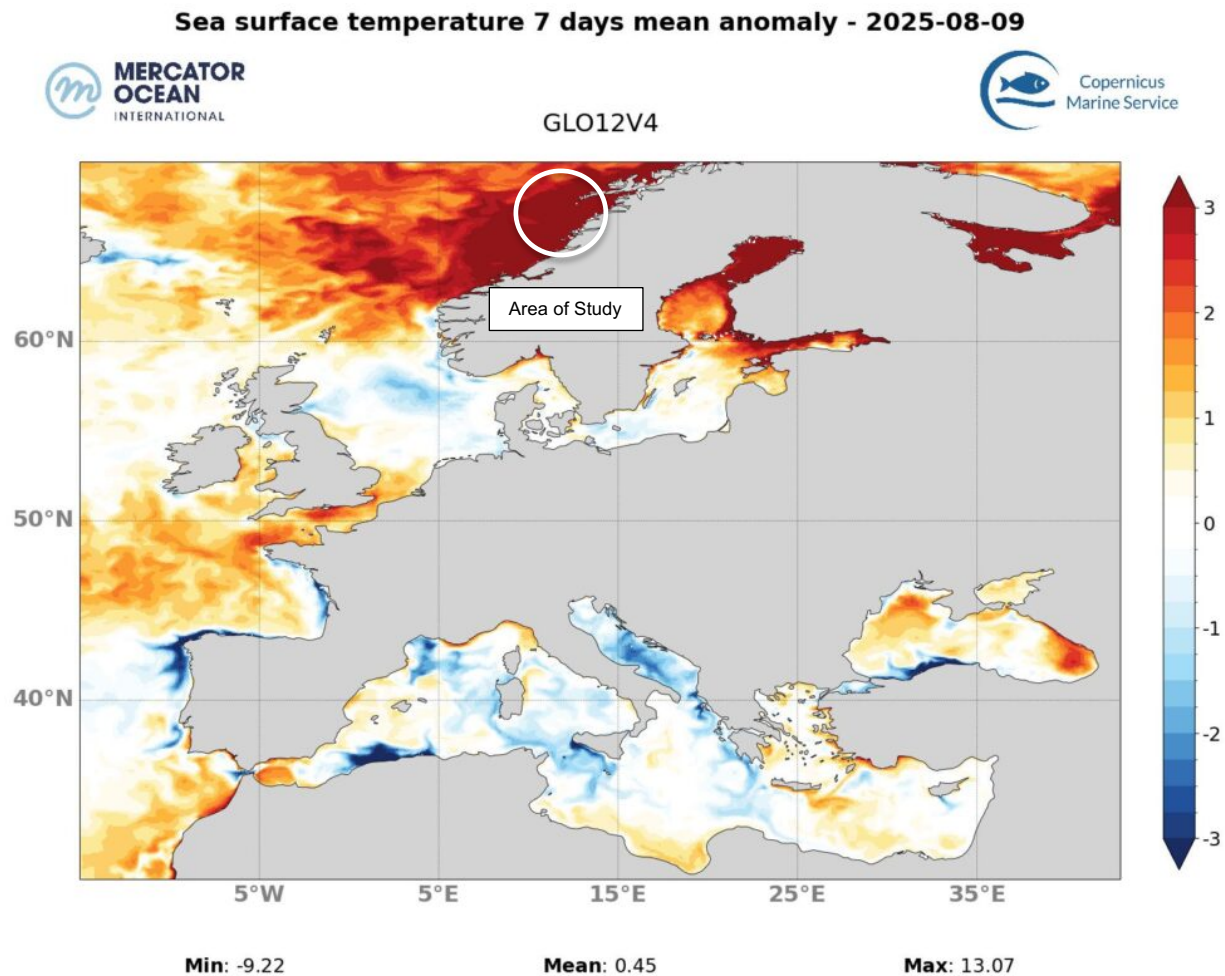 Sea surface temperature 7 days mean anomaly - 2025-08-09
MERCATOR
OCEAN
INTERNATIONAL
Copernicus
Marine Service
GLO12V4
Area of Study
60°N
50°N
40°N
5°W 5°E 15°E 25°E 35°E
3
2
1
0
-1
-2
-3
Min: -9.22 Mean: 0.45 Max: 13.07